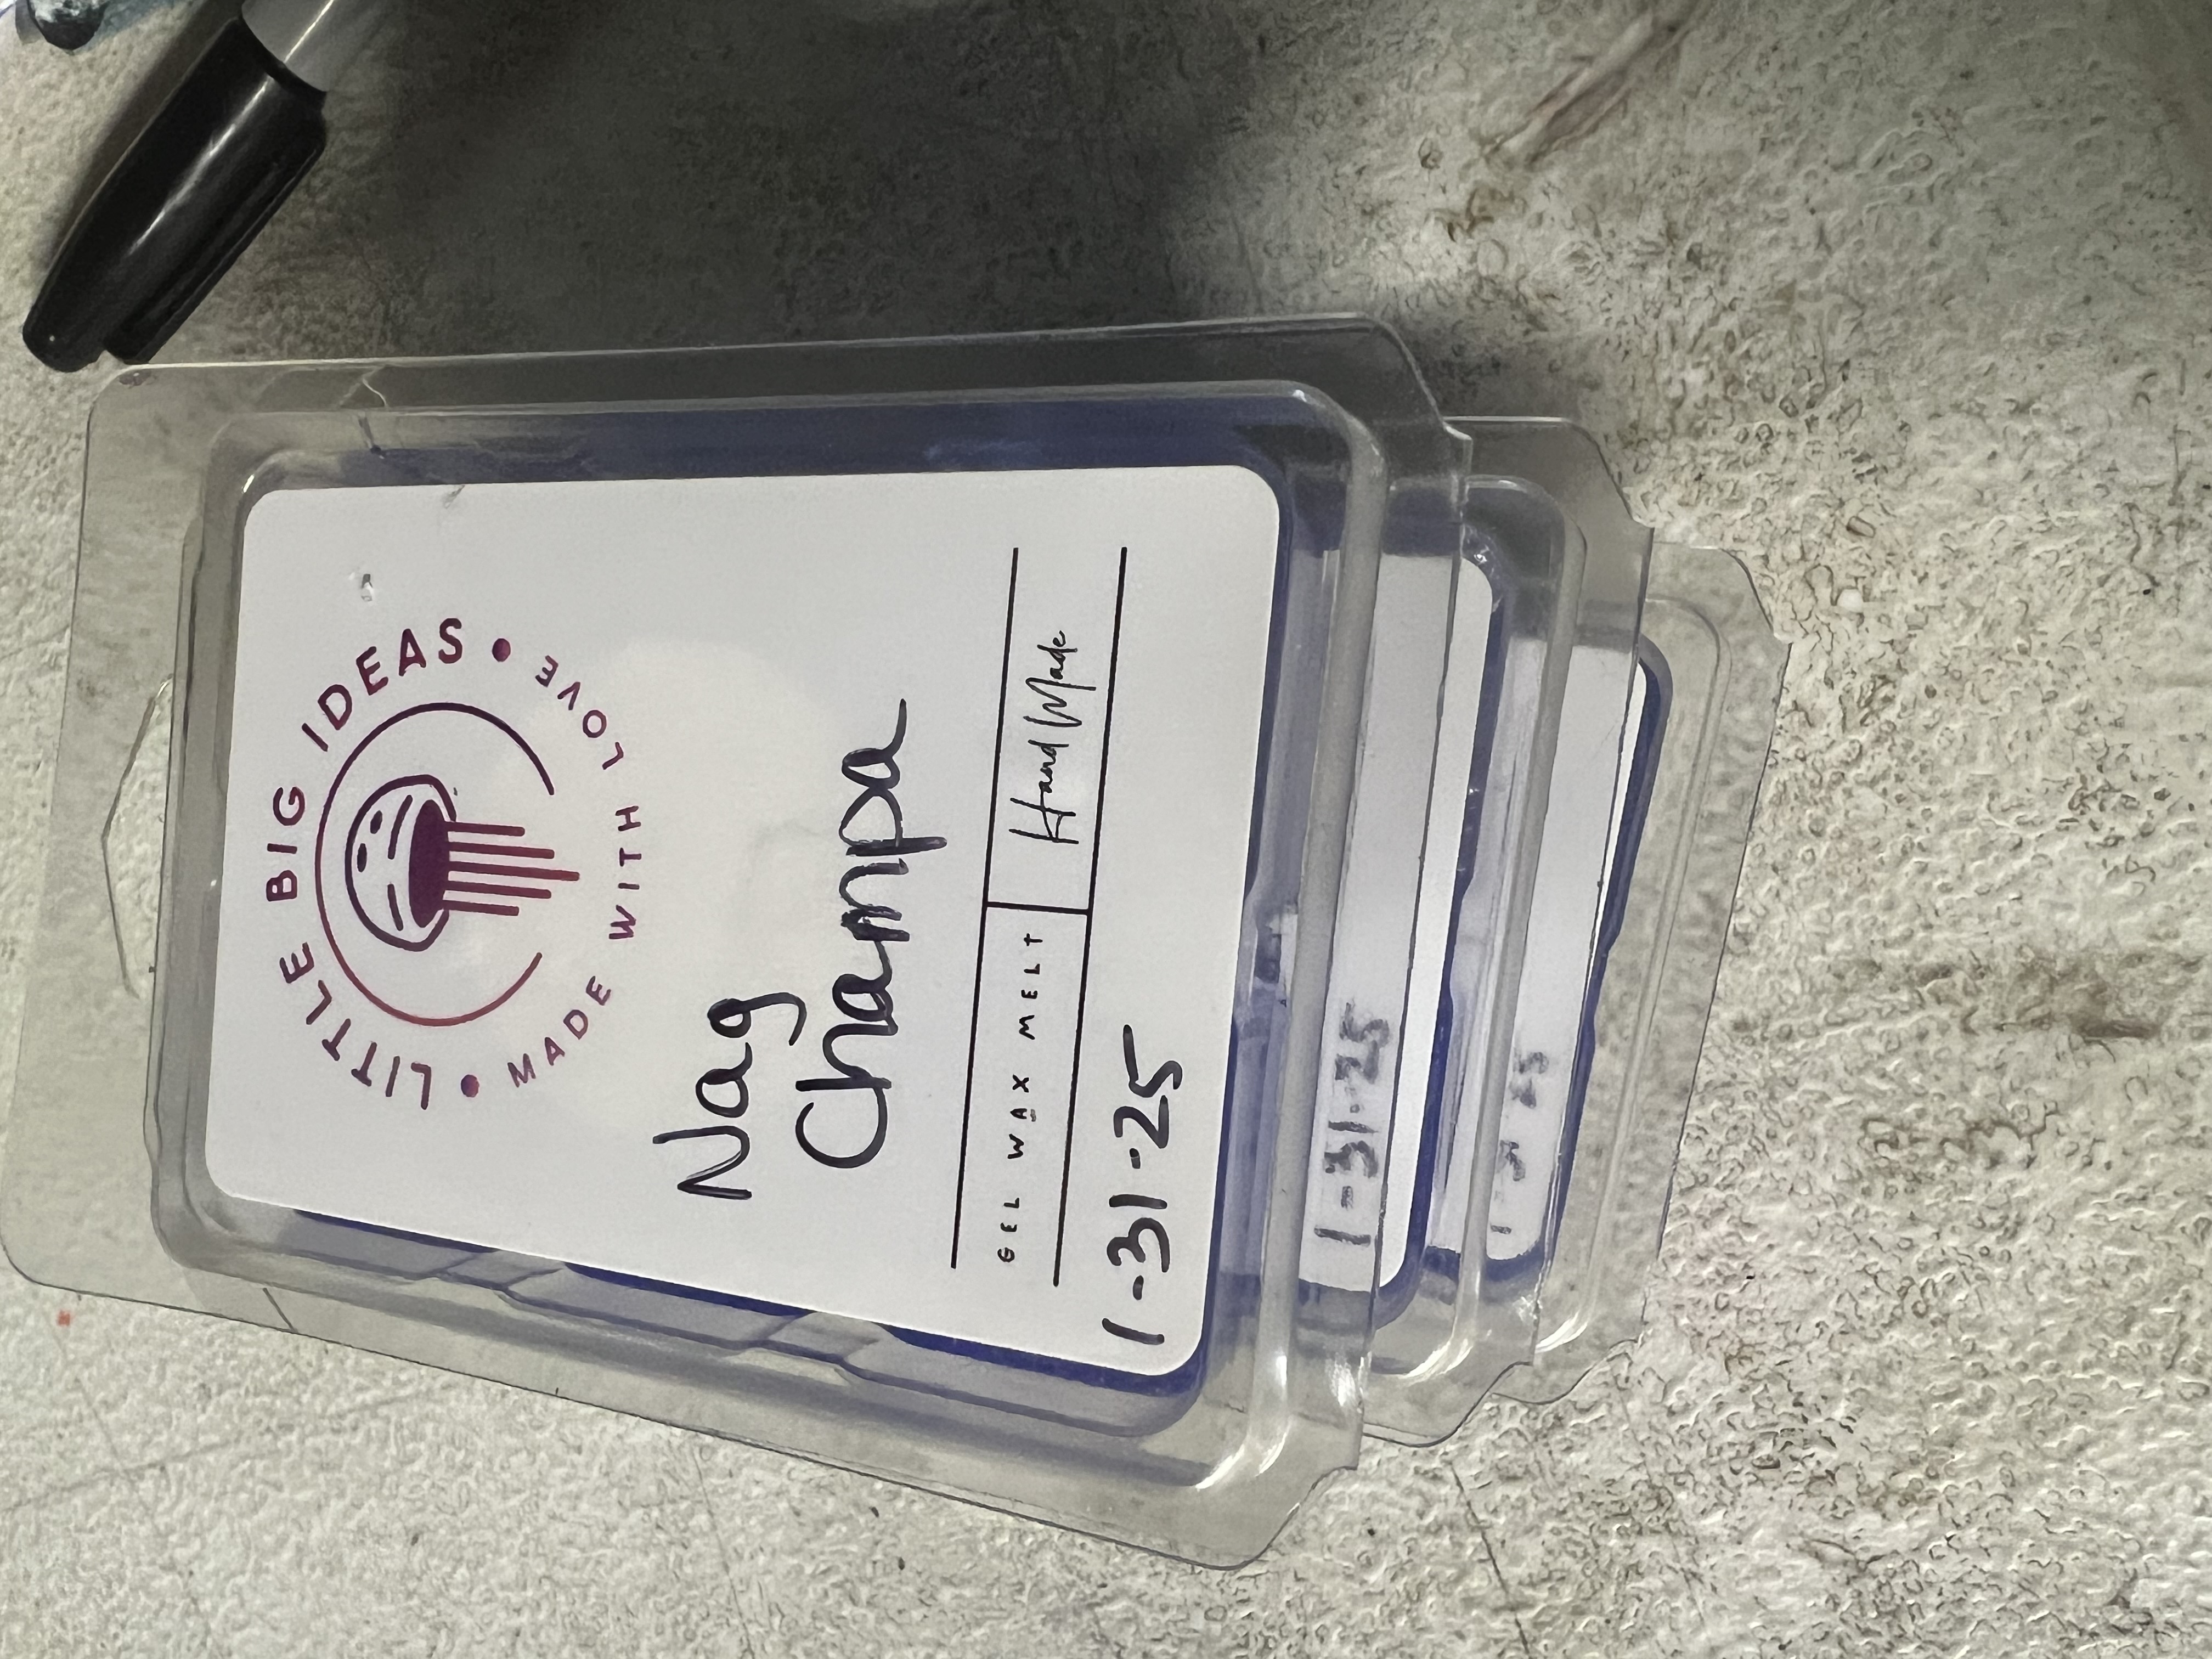 LITTLE BIG IDEAS
MADE WITH LOVE
Nag
Champa
GEL WAX MELT
Hand Made
1-31-25
1-31-25
25